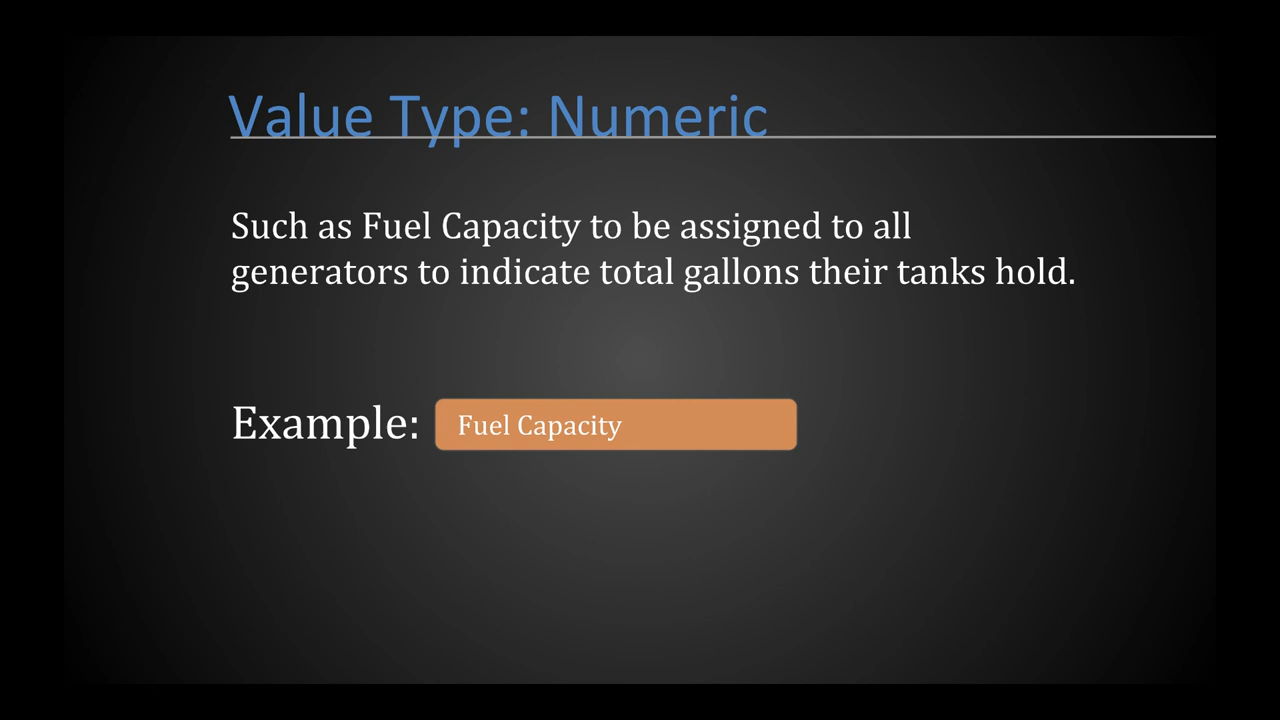 Value Type: Numeric
Such as Fuel Capacity to be assigned to all
generators to indicate total gallons their tanks hold.
Example: Fuel Capacity